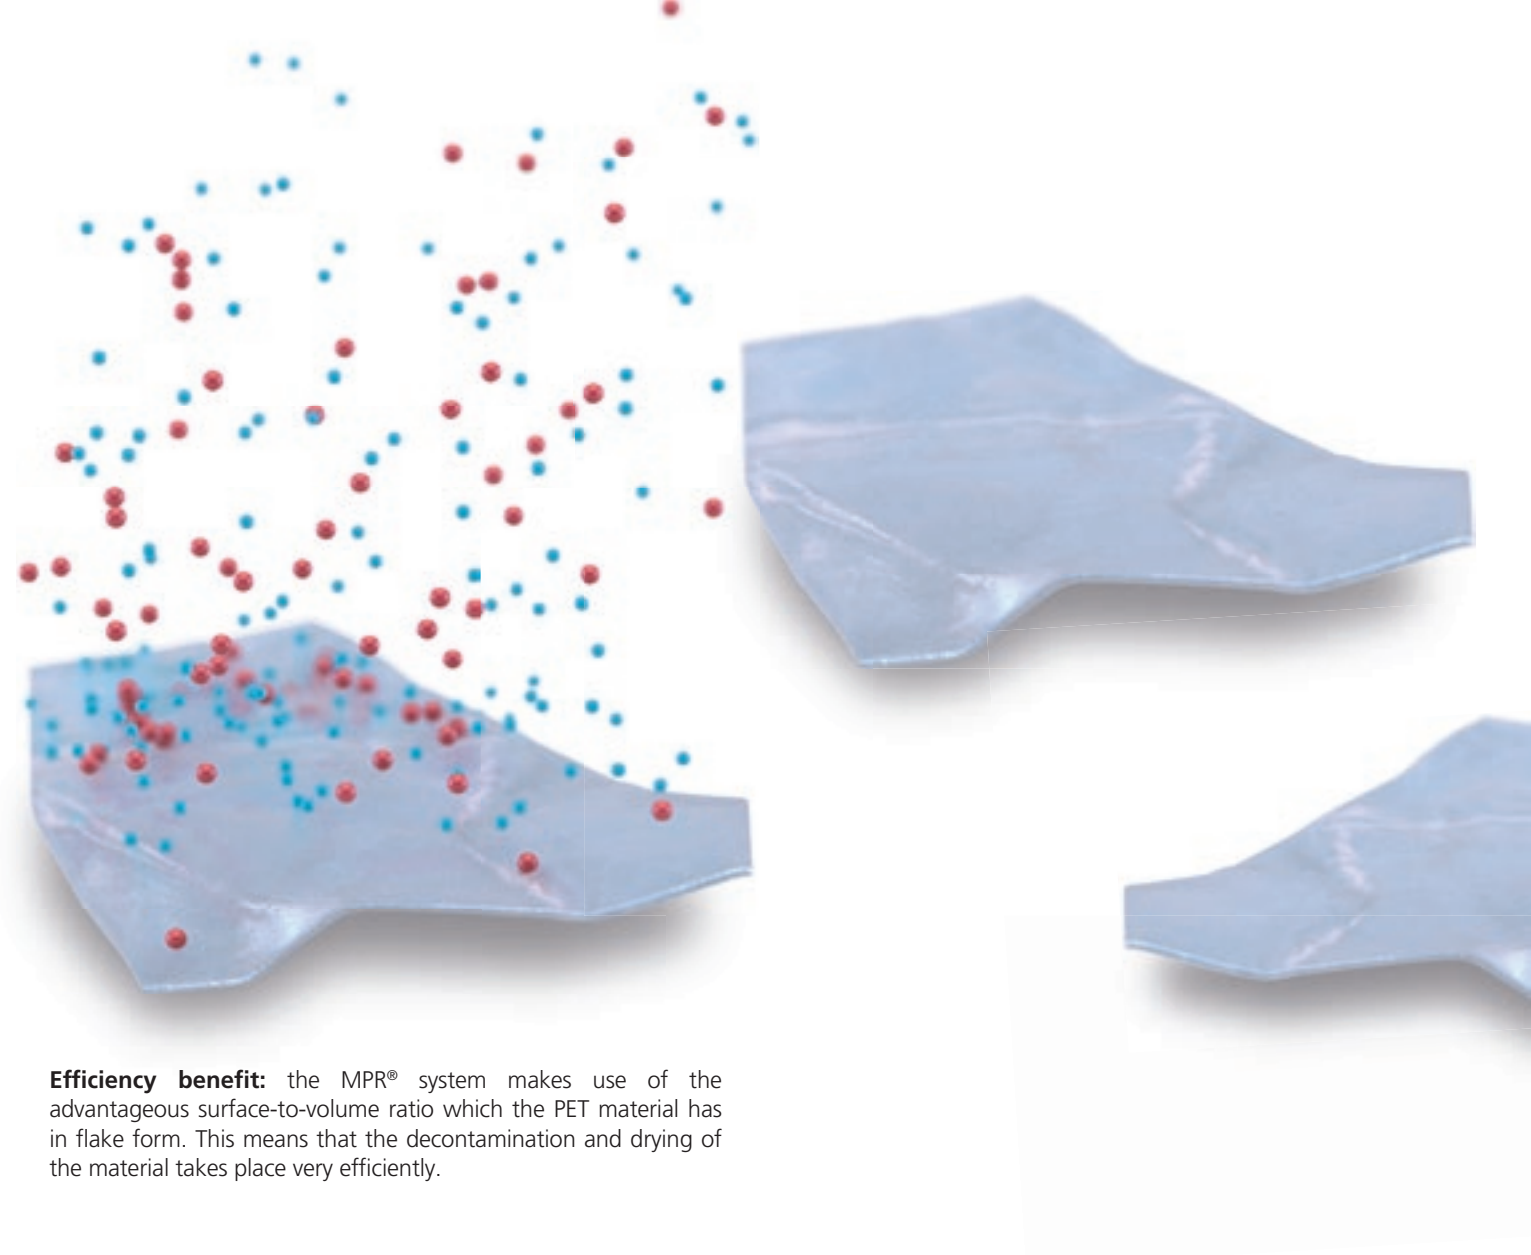 Efficiency benefit: the MPR® system makes use of the
advantageous surface-to-volume ratio which the PET material has
in flake form. This means that the decontamination and drying of
the material takes place very efficiently.